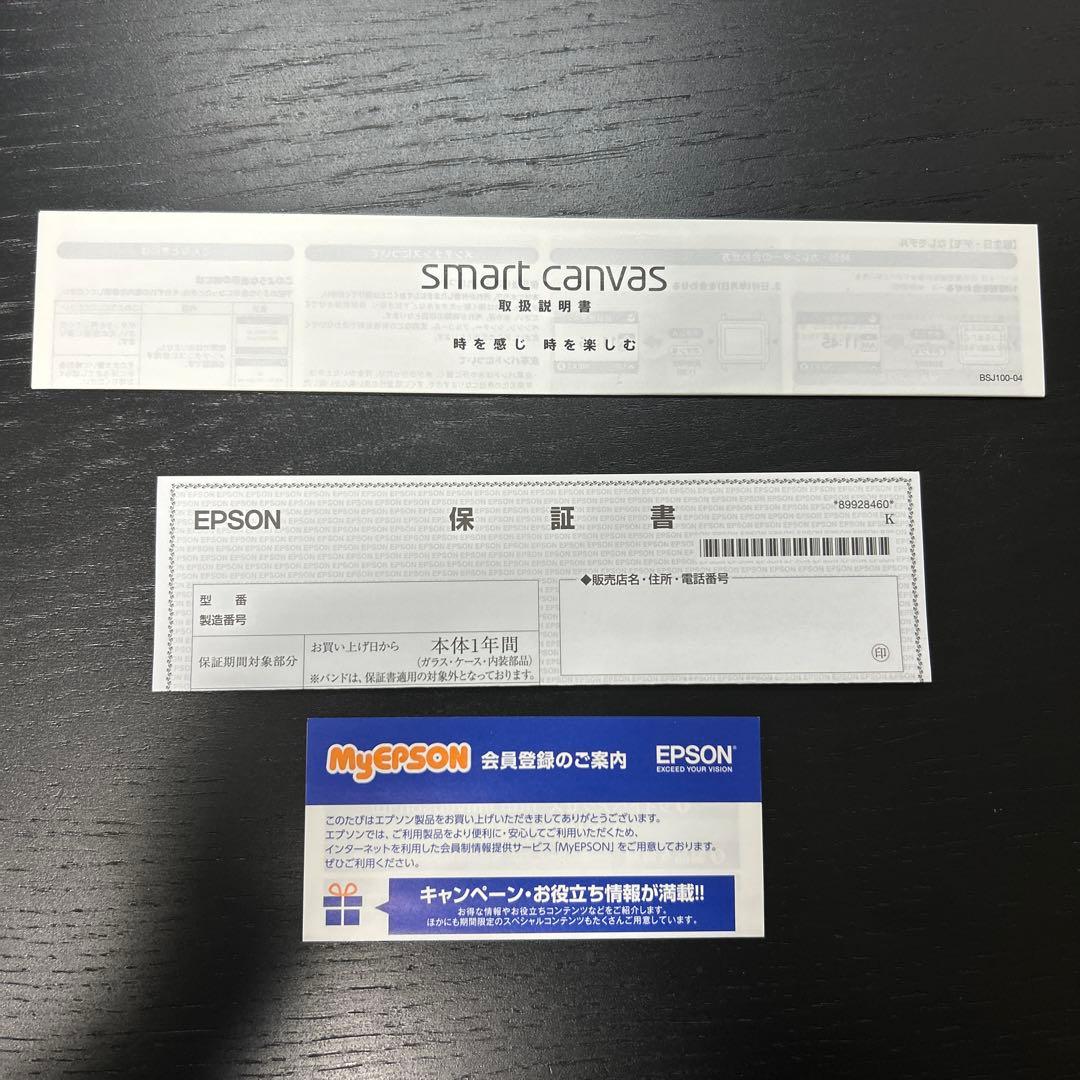 smart canvas
取扱説明書
時を感じ 時を楽しむ
BSJ100-04
EPSON 保証書 *89928460*
K
型番
製造番号
保証期間対象部分
お買い上げ日から 本体1年間
(ガラス・ケース・内装部品)
※バンドは、保証書適用の対象外となっております。
◆販売店名・住所・電話番号
印
MyEPSON 会員登録のご案内 EPSON
EXCEED YOUR VISION
このたびはエプソン製品をお買い上げいただきましてありがとうございます。
エプソンでは、ご利用製品をより便利に・安心してご利用いただくため、
インターネットを利用した会員制情報提供サービス「MyEPSON」をご用意しております。
ぜひご利用ください。
キャンペーン・お役立ち情報が満載!!
お得な情報やお役立ちコンテンツなどをご紹介します。
ほかにも期間限定のスペシャルコンテンツもたくさんご用意しています。